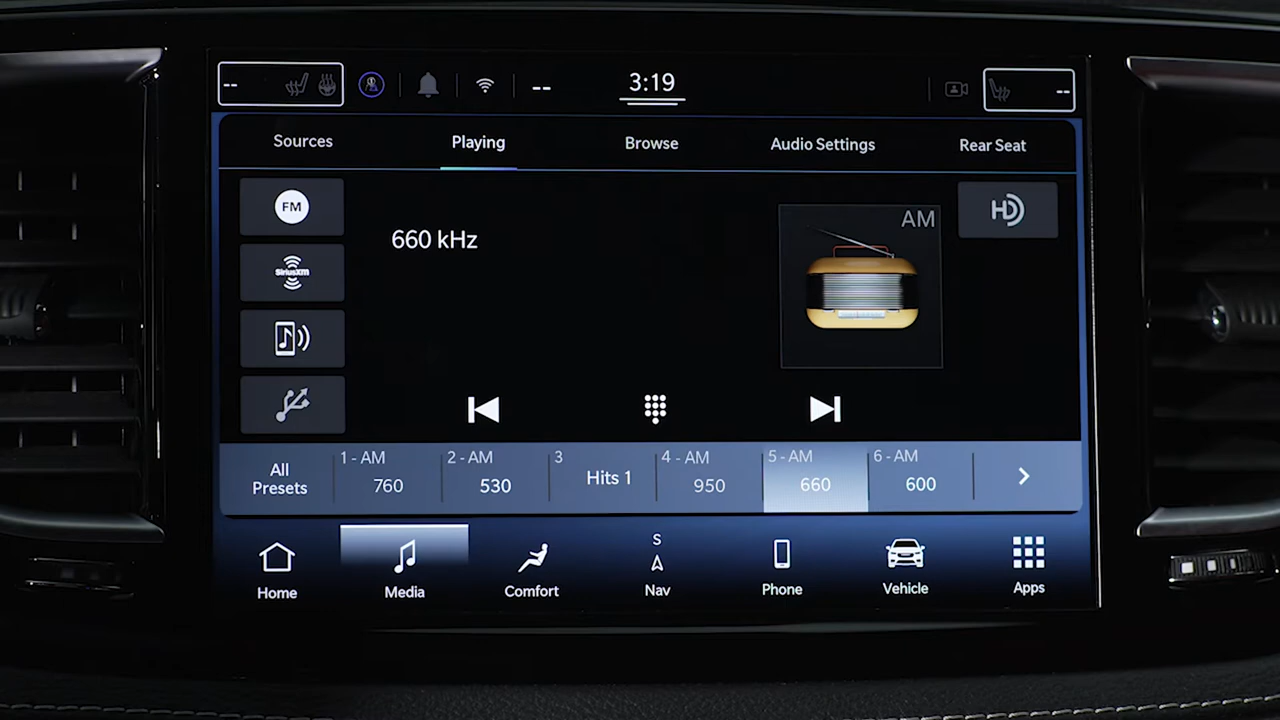 --
--
3:19
--
Sources
Playing
Browse
Audio Settings
Rear Seat
FM
SiriusXM
660 kHz
AM
HD
All
Presets
1 - AM
760
2 - AM
530
3
Hits 1
4 - AM
950
5 - AM
660
6 - AM
600
S
Home
Media
Comfort
Nav
Phone
Vehicle
Apps